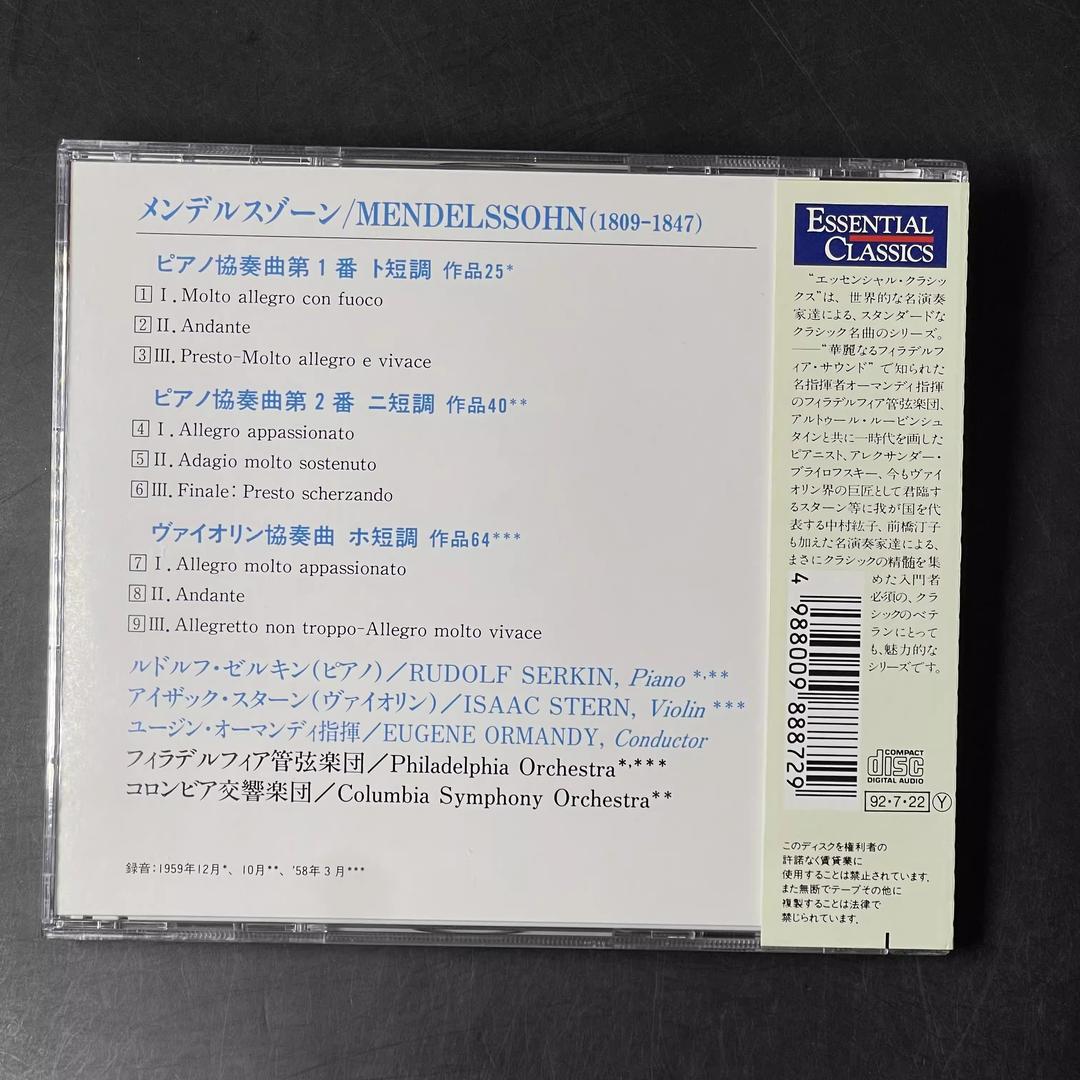 メンデルスゾーン/MENDELSSOHN(1809-1847)
ピアノ協奏曲第1番 ト短調 作品25*
1 I. Molto allegro con fuoco
2 II. Andante
3 III. Presto-Molto allegro e vivace
ピアノ協奏曲第2番 ニ短調 作品40**
4 I. Allegro appassionato
5 II. Adagio molto sostenuto
6 III. Finale: Presto scherzando
ヴァイオリン協奏曲 ホ短調 作品64***
7 I. Allegro molto appassionato
8 II. Andante
9 III. Allegretto non troppo-Allegro molto vivace
ルドルフ・ゼルキン(ピアノ)/RUDOLF SERKIN, Piano *,**
アイザック・スターン(ヴァイオリン)/ISAAC STERN, Violin ***
ユージン・オーマンディ指揮/EUGENE ORMANDY, Conductor
フィラデルフィア管弦楽団/Philadelphia Orchestra*,***
コロンビア交響楽団/Columbia Symphony Orchestra**
録音:1959年12月*、10月**、'58年3月***
ESSENTIAL
CLASSICS
“エッセンシャル・クラシッ
クス”は、世界的な名演奏
家達による、スタンダードな
クラシック名曲のシリーズ。
——“華麗なるフィラデルフ
ィア・サウンド”で知られた
名指揮者オーマンディ指揮
のフィラデルフィア管弦楽団、
アルトゥール・ルービンシュ
タインと共に一時代を画した
ピアニスト、アレクサンダー・
ブライロフスキー、今もヴァイ
オリン界の巨匠として君臨す
るスターン等に我が国を代
表する中村紘子、前橋汀子
も加えた名演奏家達による、
まさにクラシックの精髄を集
めた入門者
必須の、クラ
シックのベテ
ランにとって
も、魅力的な
シリーズです。
4 988009 888729
COMPACT
disc
DIGITAL AUDIO
92・7・22 Y
このディスクを権利者の
許諾なく賃貸業に
使用することは禁止されています。
また無断でテープその他に
複製することは法律で
禁じられています。